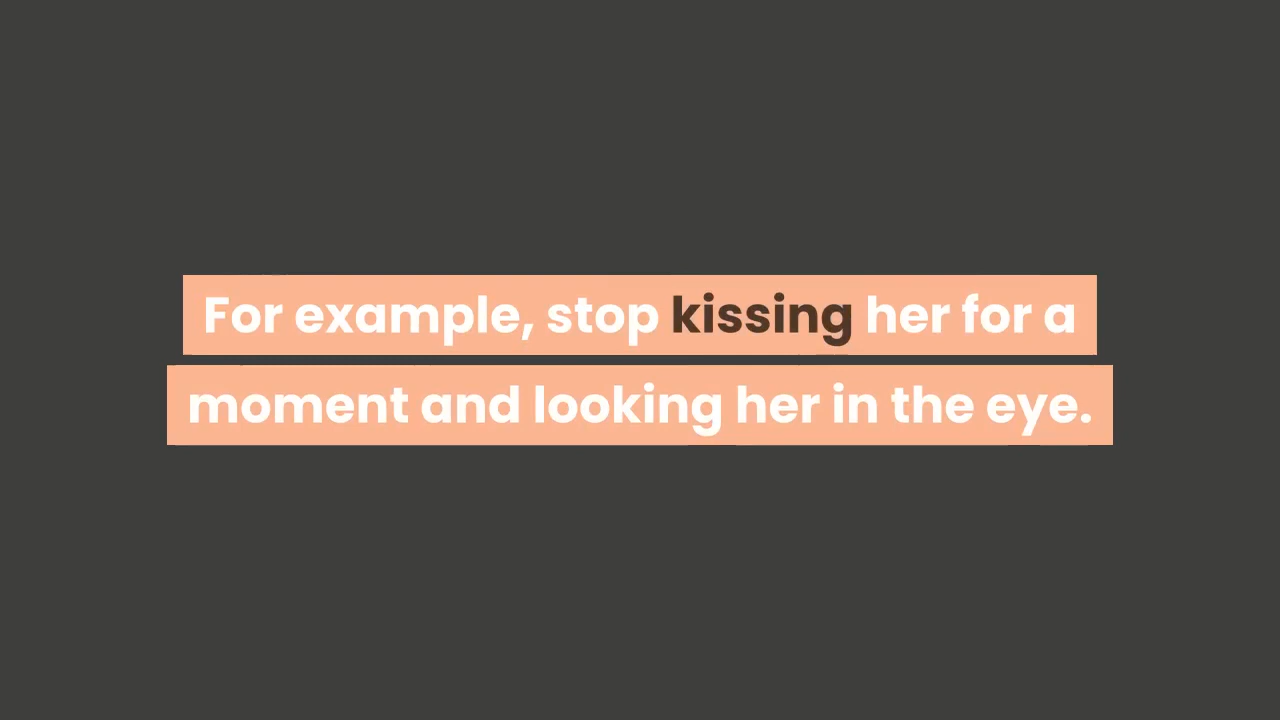 For example, stop kissing her for a
moment and looking her in the eye.